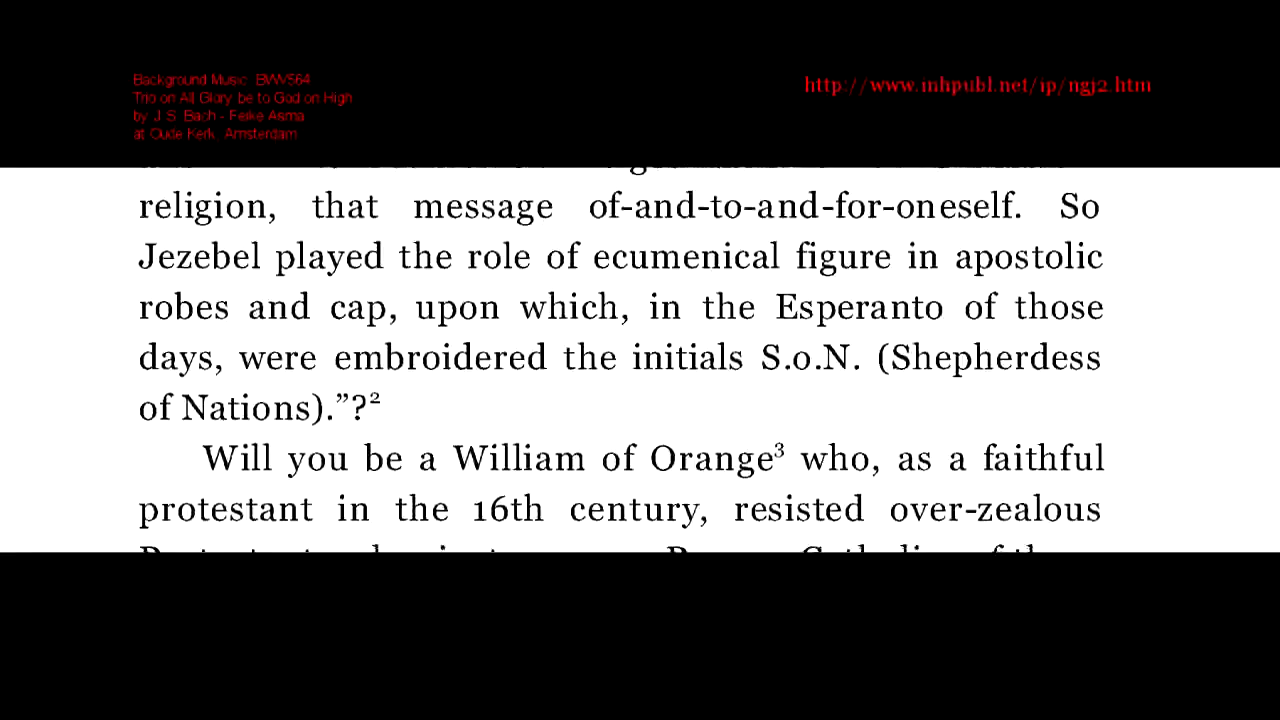 Background Music: BWV564
Trio on All Glory be to God on High
by J.S. Bach - Feike Asma
at Oude Kerk, Amsterdam
http://www.inhpubl.net/ip/ngj2.htm
religion, that message of-and-to-and-for-oneself. So
Jezebel played the role of ecumenical figure in apostolic
robes and cap, upon which, in the Esperanto of those
days, were embroidered the initials S.o.N. (Shepherdess
of Nations).”?²
Will you be a William of Orange³ who, as a faithful
protestant in the 16th century, resisted over-zealous